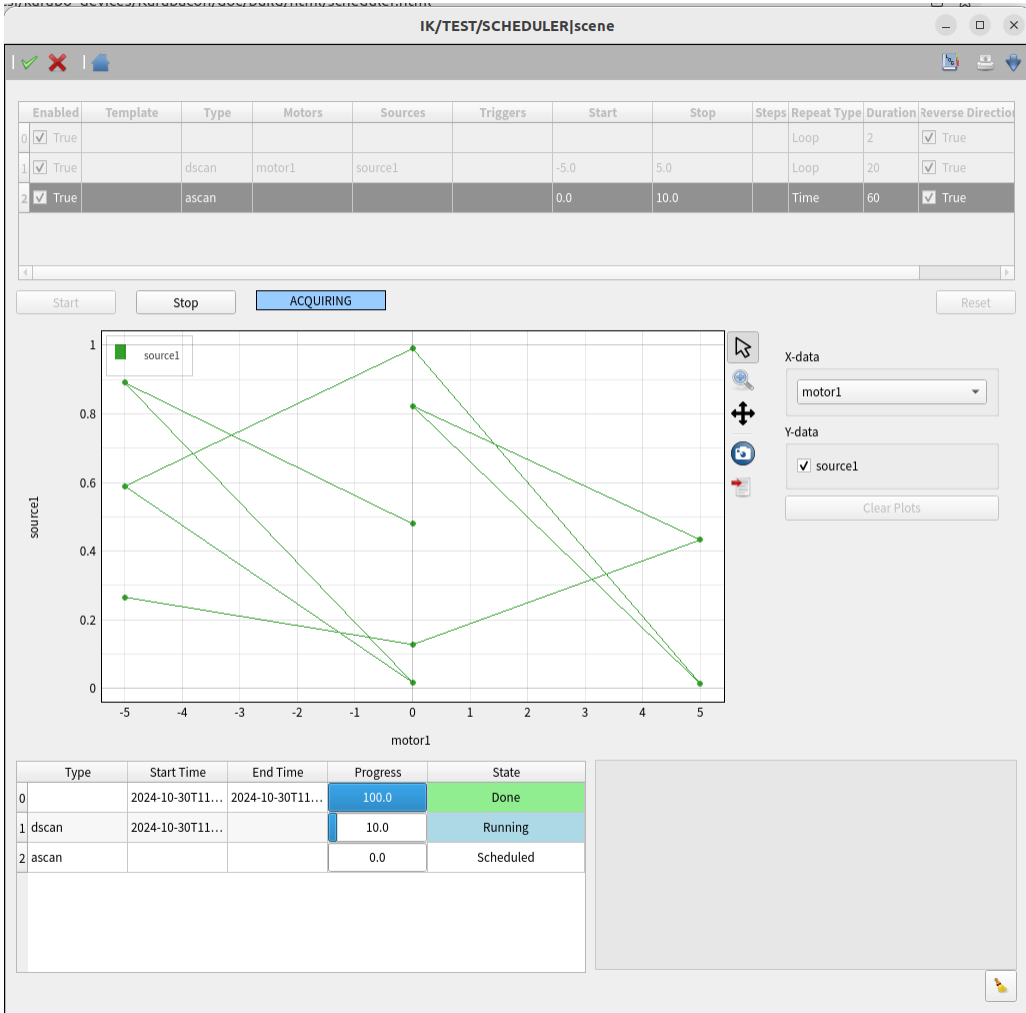 IK/TEST/SCHEDULER|scene
Enabled Template Type Motors Sources Triggers Start Stop Steps Repeat Type Duration Reverse Direction
0 True Loop 2 True
1 True dscan motor1 source1 -5.0 5.0 Loop 20 True
2 True ascan 0.0 10.0 Time 60 True
Start Stop ACQUIRING Reset
source1
1
0.8
0.6
0.4
0.2
0
source1
-5 -4 -3 -2 -1 0 1 2 3 4 5
motor1
X-data
motor1
Y-data
source1
Clear Plots
Type Start Time End Time Progress State
0 2024-10-30T11... 2024-10-30T11... 100.0 Done
1 dscan 2024-10-30T11... 10.0 Running
2 ascan 0.0 Scheduled